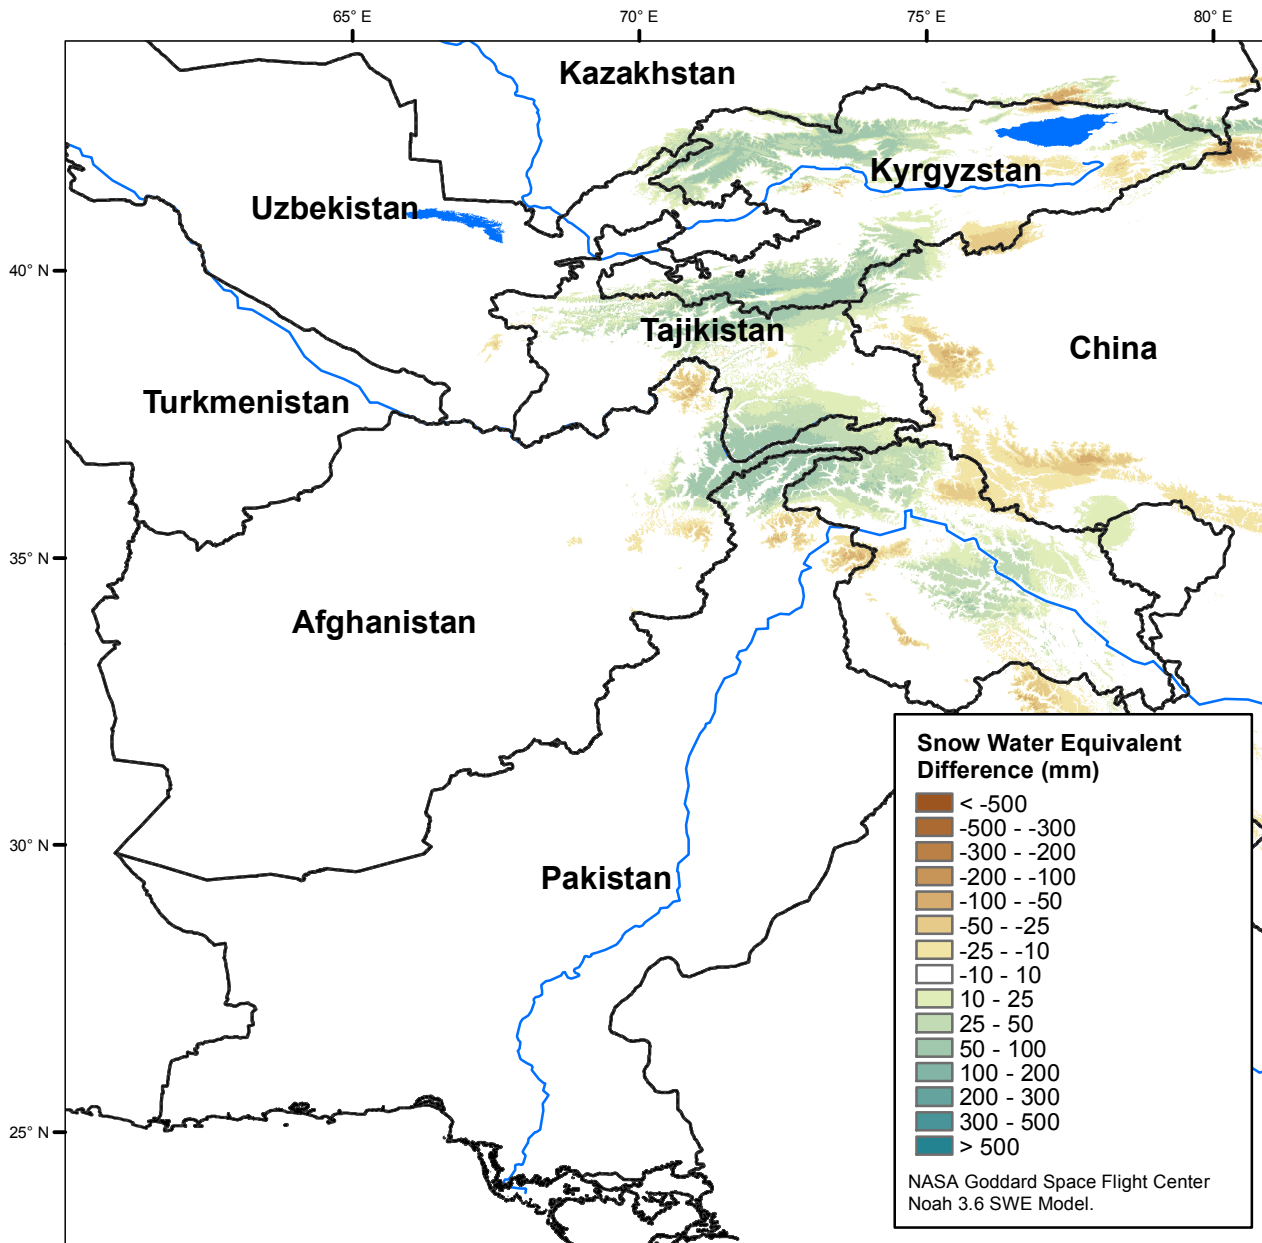 65° E
70° E
75° E
80° E
Kazakhstan
Kyrgyzstan
Uzbekistan
40° N
Tajikistan
China
Turkmenistan
35° N
Afghanistan
30° N
Pakistan
25° N
Snow Water Equivalent
Difference (mm)
< -500
-500 - -300
-300 - -200
-200 - -100
-100 - -50
-50 - -25
-25 - -10
-10 - 10
10 - 25
25 - 50
50 - 100
100 - 200
200 - 300
300 - 500
> 500
NASA Goddard Space Flight Center
Noah 3.6 SWE Model.